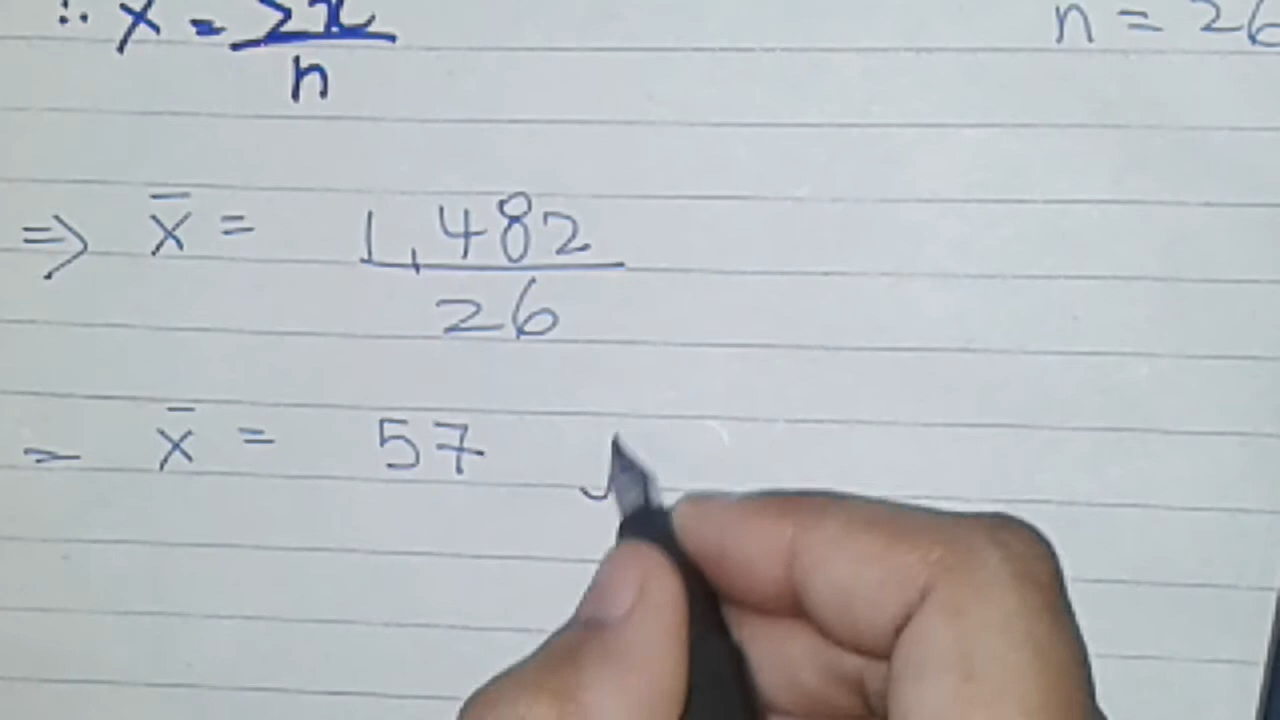 ∴ x̄ = Σx / n n = 26
⇒ x̄ = 1,482 / 26
= x̄ = 57